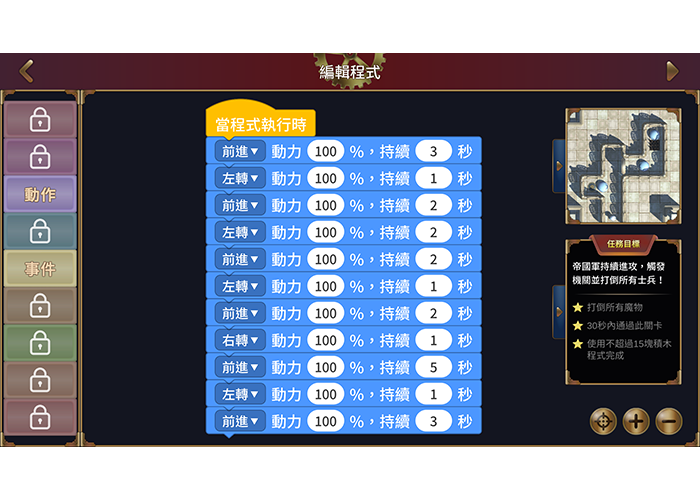 編輯程式
動作
事件
當程式執行時
前進▾ 動力 100 %，持續 3 秒
左轉▾ 動力 100 %，持續 1 秒
前進▾ 動力 100 %，持續 2 秒
左轉▾ 動力 100 %，持續 2 秒
前進▾ 動力 100 %，持續 2 秒
左轉▾ 動力 100 %，持續 1 秒
前進▾ 動力 100 %，持續 2 秒
右轉▾ 動力 100 %，持續 1 秒
前進▾ 動力 100 %，持續 5 秒
左轉▾ 動力 100 %，持續 1 秒
前進▾ 動力 100 %，持續 3 秒
任務目標
帝國軍持續進攻，觸發
機關並打倒所有士兵！
打倒所有魔物
30秒內通過此關卡
使用不超過15塊積木
程式完成